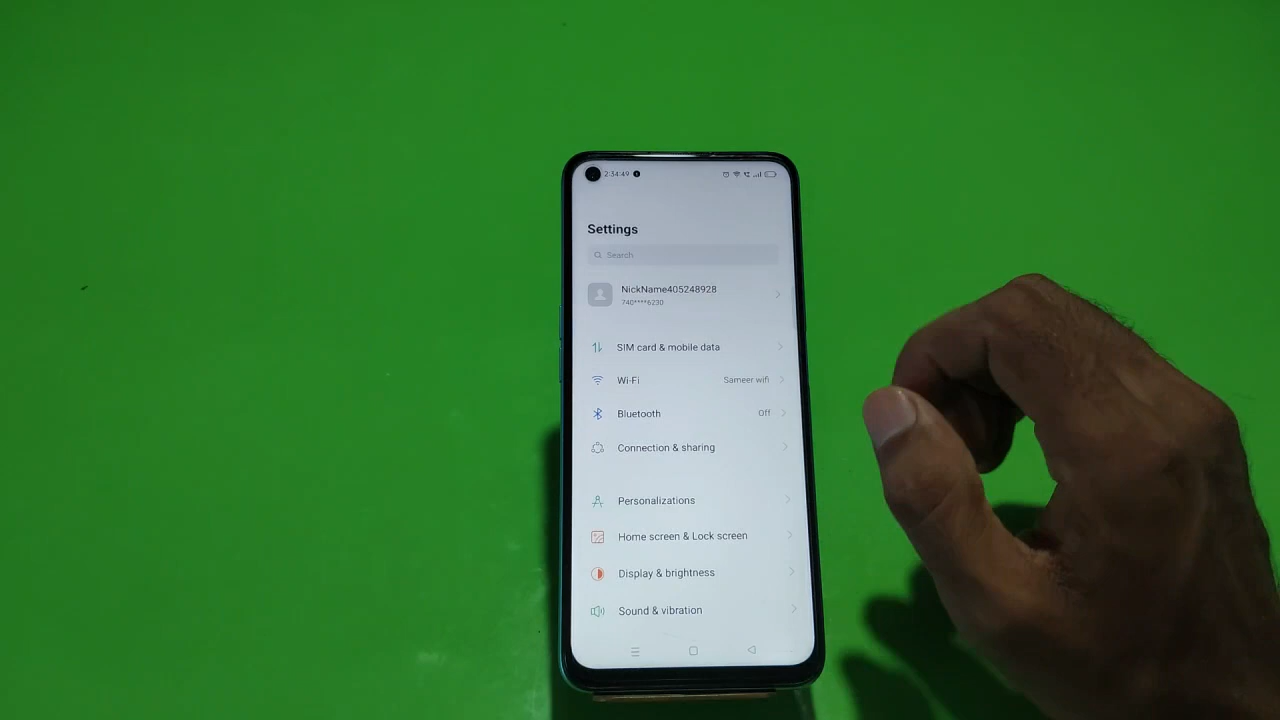 2:34:49
Settings
Search
NickName405248928
740****6230
SIM card & mobile data
Wi-Fi Sameer wifi
Bluetooth Off
Connection & sharing
Personalizations
Home screen & Lock screen
Display & brightness
Sound & vibration